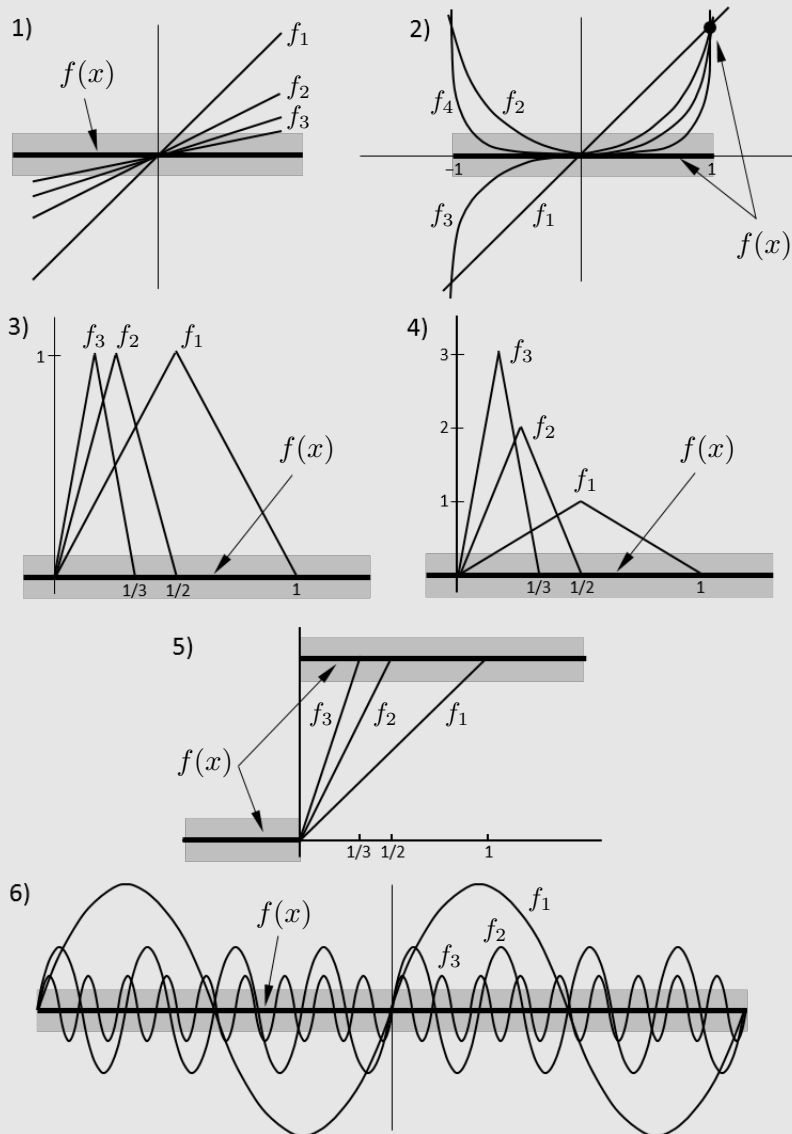 1)
f₁
f(x)
f₂
f₃
2)
f₄
f₂
−1
1
f₃
f₁
f(x)
3)
f₃ f₂ f₁
1
f(x)
1/3 1/2 1
4)
3
f₃
2
f₂
f(x)
f₁
1
1/3 1/2 1
5)
f₃ f₂ f₁
f(x)
1/3 1/2 1
6)
f(x)
f₁
f₂
f₃